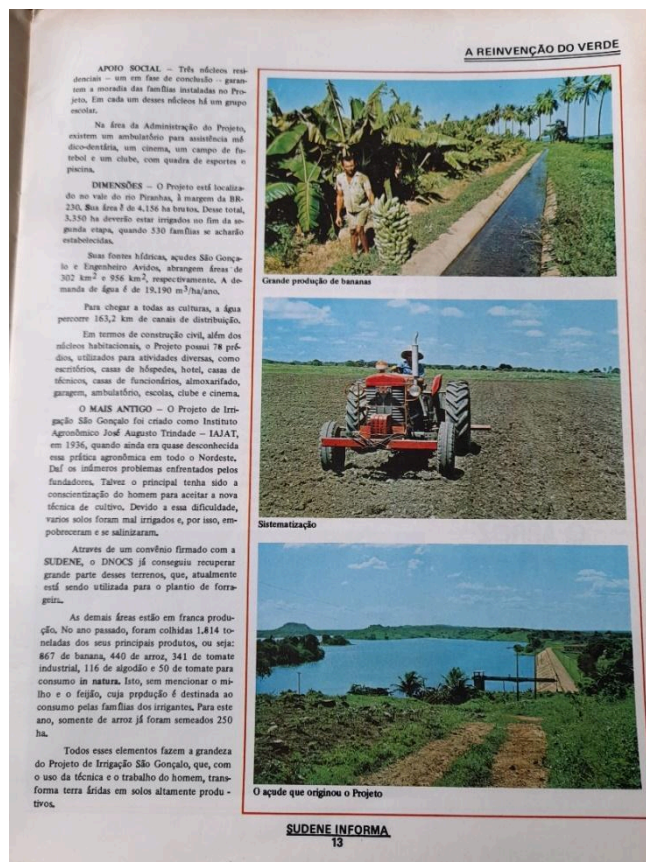 A REINVENÇÃO DO VERDE
APOIO SOCIAL — Três núcleos resi-
denciais — um em fase de conclusão — garan-
tem a moradia das famílias instaladas no Pro-
jeto. Em cada um desses núcleos há um grupo
escolar.
Na área da Administração do Projeto,
existem um ambulatório para assistência mé-
dico-dentária, um cinema, um campo de fu-
tebol e um clube, com quadra de esportes e
piscina.
DIMENSÕES — O Projeto está localiza-
do no vale do rio Piranhas, à margem da BR-
230. Sua área é de 4,156 ha brutos. Desse total,
3,350 ha deverão estar irrigados no fim da se-
gunda etapa, quando 530 famílias se acharão
estabelecidas.
Suas fontes hídricas, açudes São Gonça-
lo e Engenheiro Avidos, abrangem áreas de
302 km² e 956 km², respectivamente. A de-
manda de água é de 19,190 m³/ha/ano.
Para chegar a todas as culturas, a água
percorre 163,2 km de canais de distribuição.
Em termos de construção civil, além dos
núcleos habitacionais, o Projeto possui 78 pré-
dios, utilizados para atividades diversas, como
escritórios, casas de hóspedes, hotel, casas de
técnicos, casas de funcionários, almoxarifado,
garagem, ambulatório, escolas, clube e cinema.
O MAIS ANTIGO — O Projeto de Irri-
gação São Gonçalo foi criado como Instituto
Agronômico José Augusto Trindade — IAJAT,
em 1936, quando ainda era quase desconhecida
essa prática agronômica em todo o Nordeste.
Daí os inúmeros problemas enfrentados pelos
fundadores. Talvez o principal tenha sido a
conscientização do homem para aceitar a nova
técnica de cultivo. Devido a essa dificuldade,
varios solos foram mal irrigados e, por isso, em-
pobreceram e se salinizaram.
Atraves de um convênio firmado com a
SUDENE, o DNOCS já conseguiu recuperar
grande parte desses terrenos, que, atualmente
está sendo utilizada para o plantio de forra-
geira.
As demais áreas estão em franca produ-
ção. No ano passado, foram colhidas 1.814 to-
neladas dos seus principais produtos, ou seja:
867 de banana, 440 de arroz, 341 de tomate
industrial, 116 de algodão e 50 de tomate para
consumo in natura. Isto, sem mencionar o mi-
lho e o feijão, cuja prpdução é destinada ao
consumo pelas famílias dos irrigantes. Para este
ano, somente de arroz já foram semeados 250
ha.
Todos esses elementos fazem a grandeza
do Projeto de Irrigação São Gonçalo, que, com
o uso da técnica e o trabalho do homem, trans-
forma terra áridas em solos altamente produ -
tivos.
Grande produção de bananas
Sistematização
O açude que originou o Projeto
SUDENE INFORMA
13